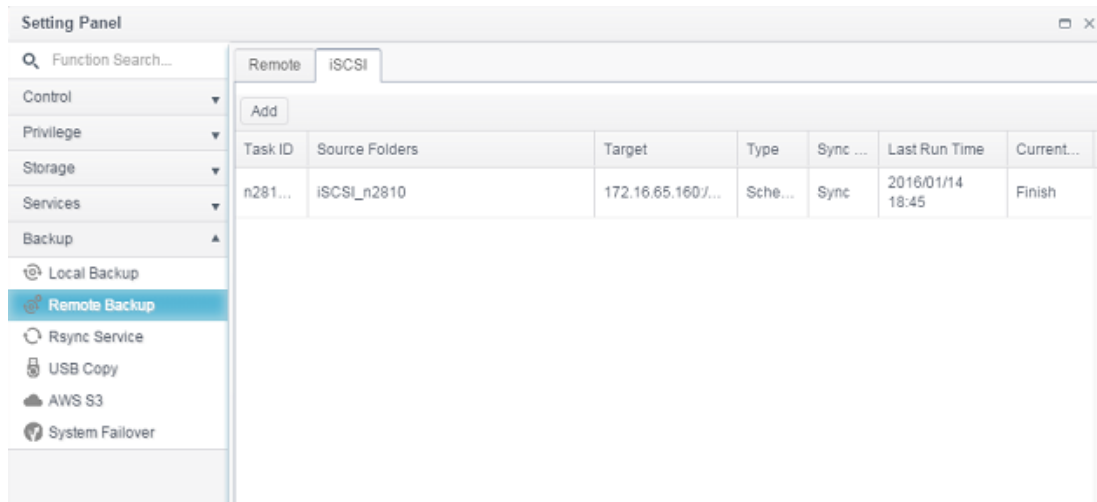 Setting Panel
Function Search...
Control
Privilege
Storage
Services
Backup
Local Backup
Remote Backup
Rsync Service
USB Copy
AWS S3
System Failover
Remote iSCSI
Add
Task ID Source Folders Target Type Sync ... Last Run Time Current...
n281... iSCSI_n2810 172.16.65.160:/... Sche... Sync 2016/01/14 Finish
18:45